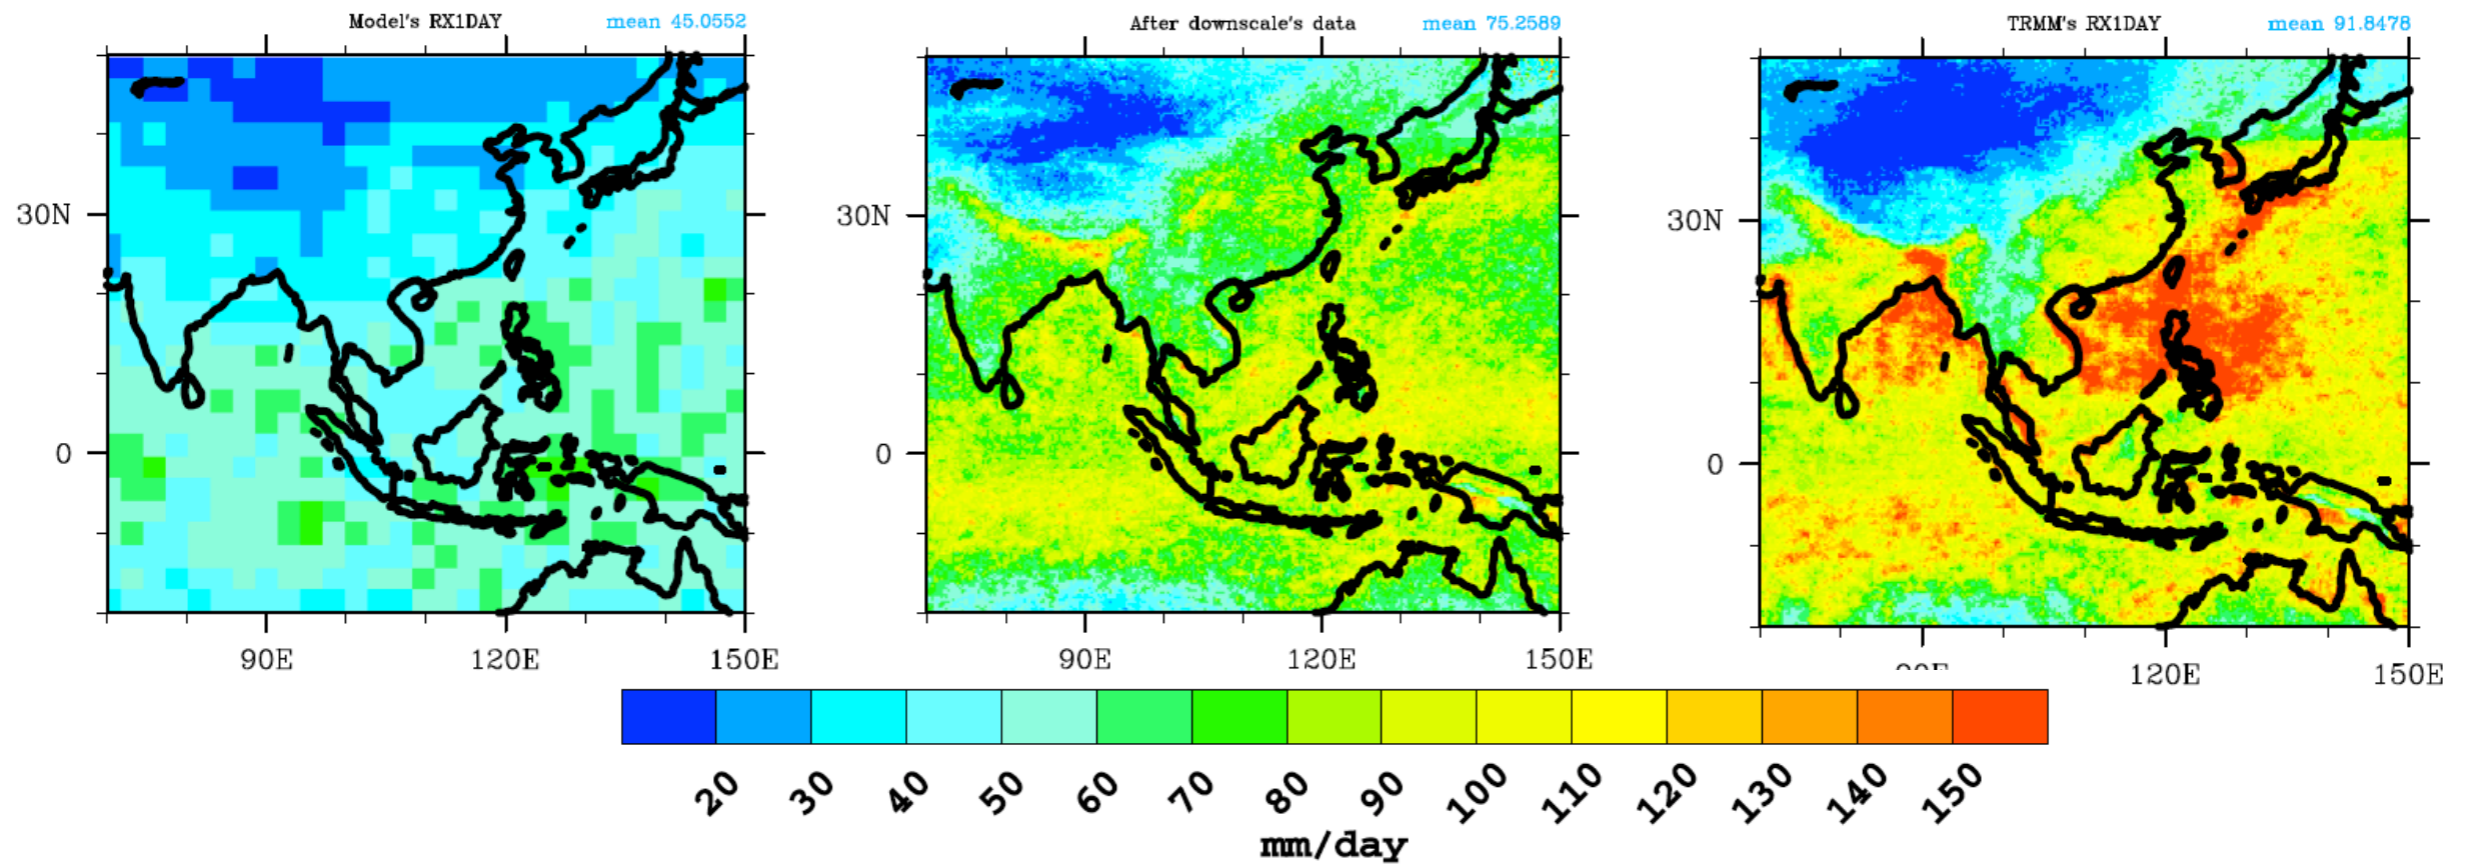 Model's RX1DAY mean 45.0552
After downscale's data mean 75.2589
TRMM's RX1DAY mean 91.8478
30N 30N 30N
0 0 0
90E 120E 150E 90E 120E 150E 120E 150E
20 30 40 50 60 70 80 90 100 110 120 130 140 150
mm/day